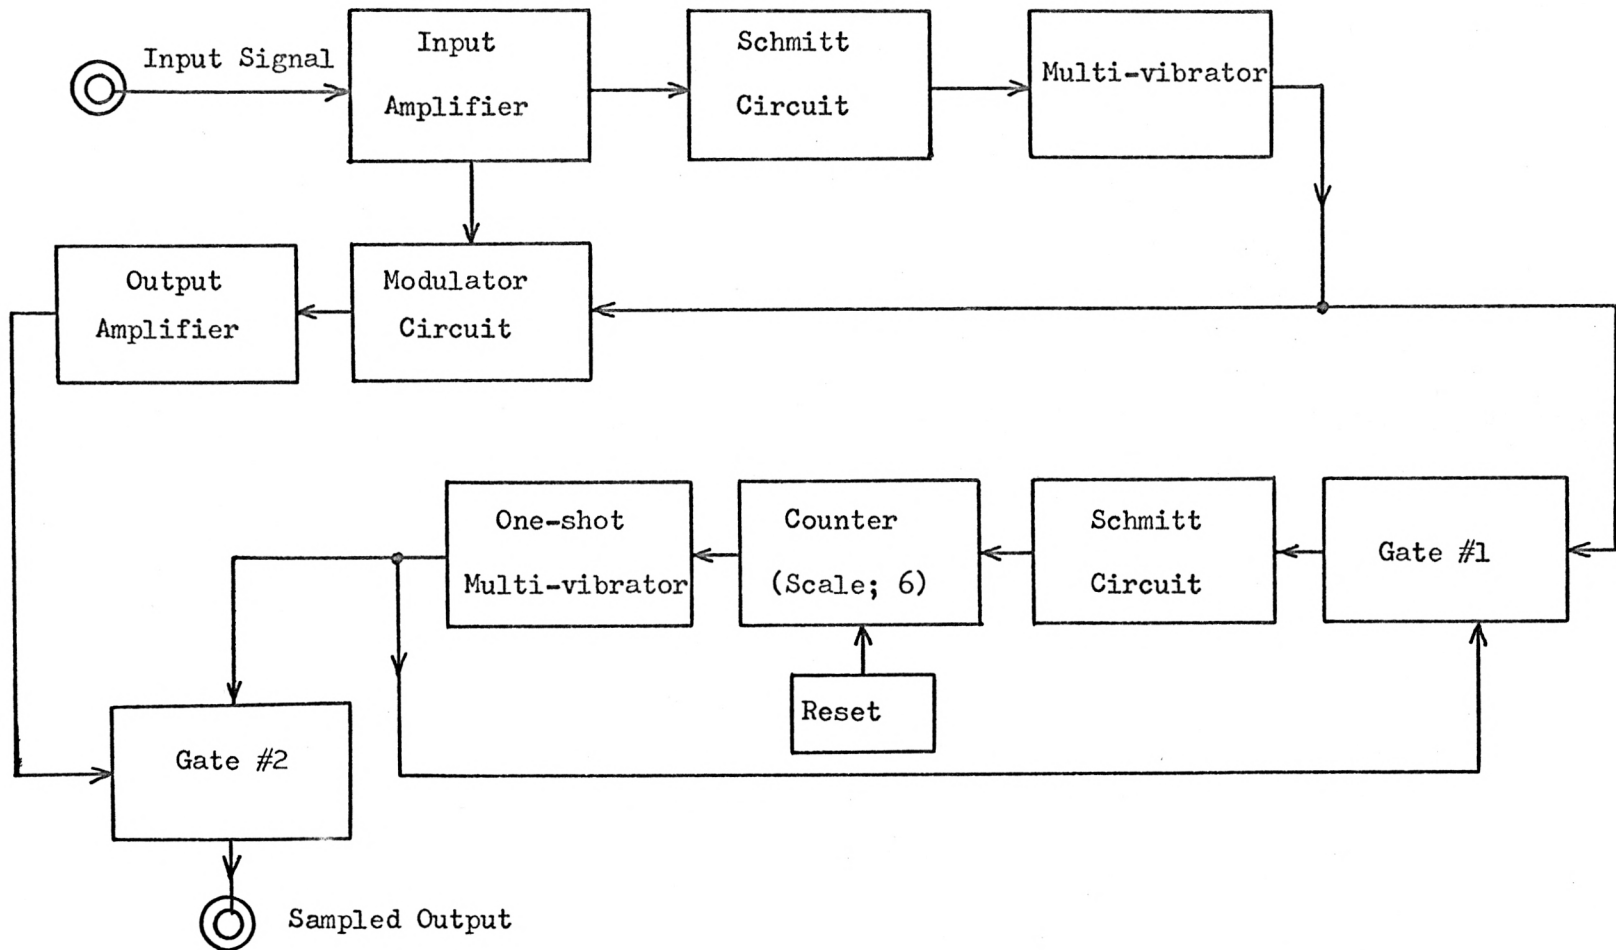 Input Signal
Input
Amplifier
Schmitt
Circuit
Multi-vibrator
Output
Amplifier
Modulator
Circuit
One-shot
Multi-vibrator
Counter
(Scale; 6)
Schmitt
Circuit
Gate #1
Reset
Gate #2
Sampled Output